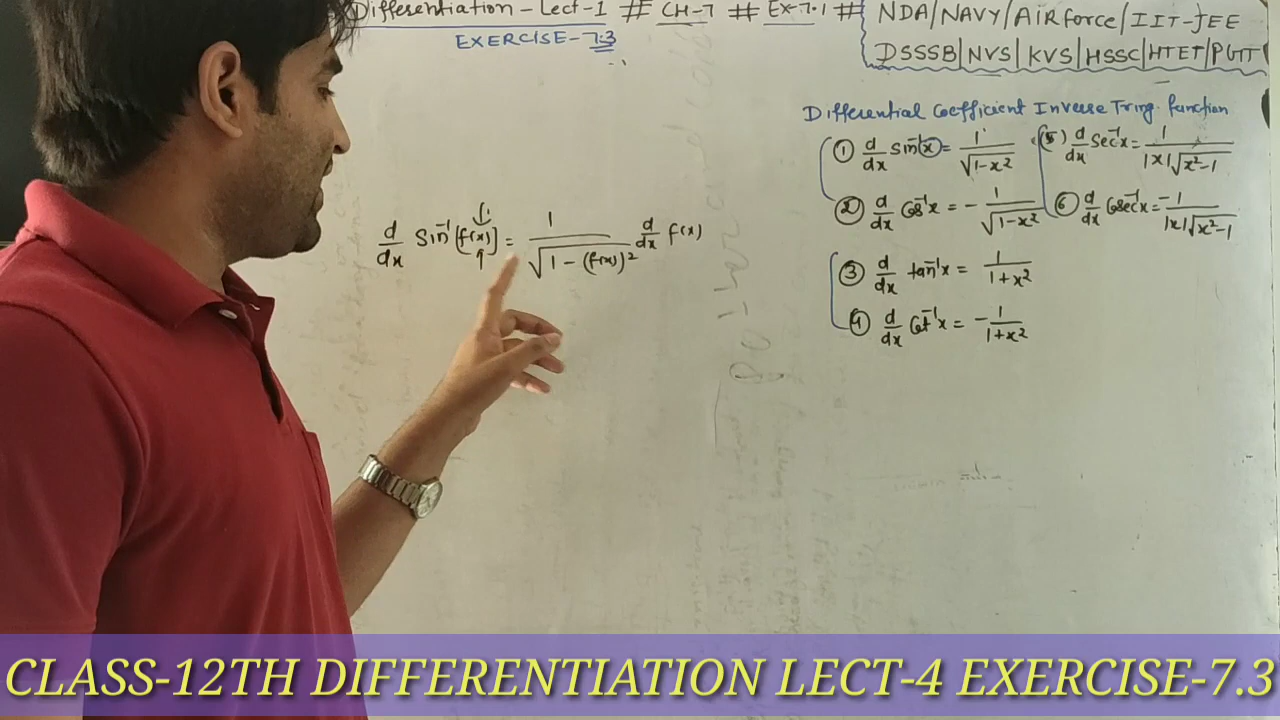 Differentiation - Lect-1 # CH-7 # Ex-7.1 #
EXERCISE-7.3
NDA/NAVY/AirForce/IIT-JEE
DSSSB|NVS|KVS|HSSC|HTET|PGTT
Differential Coefficient Inverse Tring. function
① d/dx Sin⁻¹x = 1/√(1-x²)
② d/dx Cos⁻¹x = -1/√(1-x²)
③ d/dx tan⁻¹x = 1/(1+x²)
④ d/dx Cot⁻¹x = -1/(1+x²)
⑤ d/dx Sec⁻¹x = 1/(|x|√(x²-1))
⑥ d/dx Cosec⁻¹x = -1/(|x|√(x²-1))
d/dx Sin⁻¹[f(x)] = 1/√(1-(f(x))²) d/dx f(x)
CLASS-12TH DIFFERENTIATION LECT-4 EXERCISE-7.3